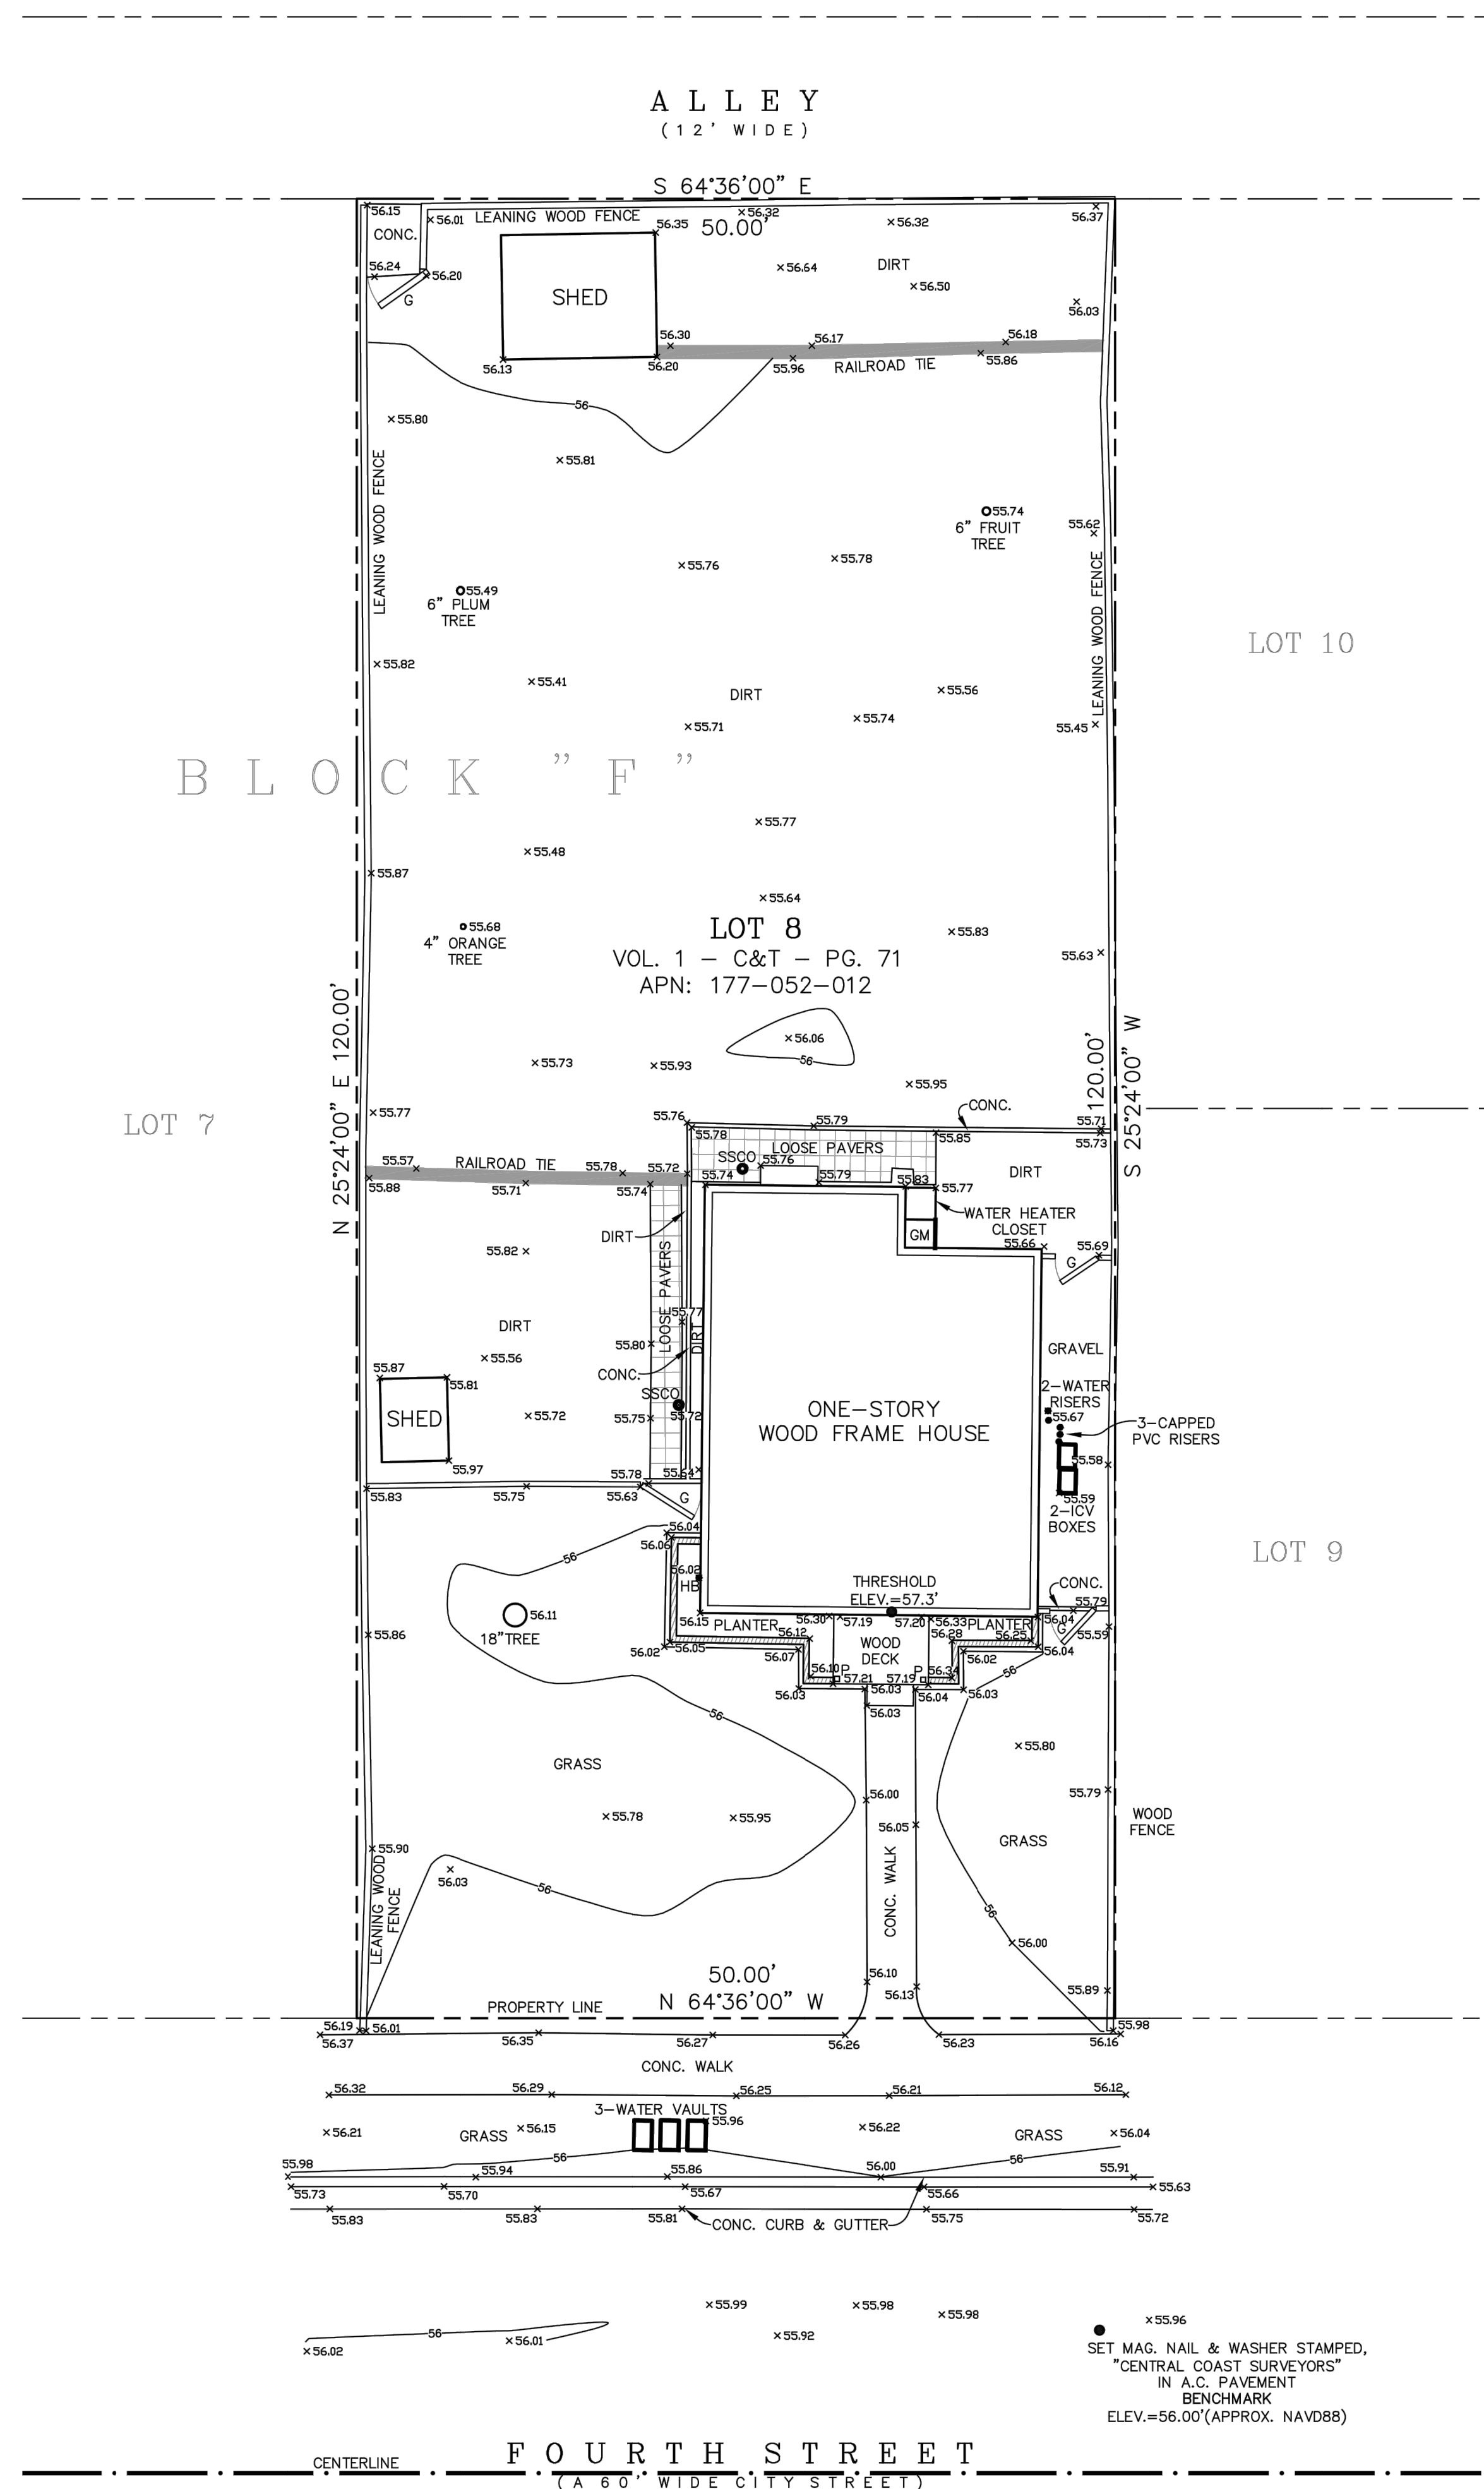 A L L E Y
(12' WIDE)
S 64°36'00" E
56.15
56.01
LEANING WOOD FENCE
56.32
56.35
50.00'
56.32
56.37
CONC.
56.24
56.20
G
SHED
56.64
DIRT
56.50
56.03
56.30
56.17
56.18
56.13
56.20
55.96
RAILROAD TIE
55.86
56
55.80
55.81
LEANING WOOD FENCE
55.74
6" FRUIT
TREE
55.62
55.76
55.78
55.49
6" PLUM
TREE
LEANING WOOD FENCE
LOT 10
55.82
55.41
DIRT
55.56
55.71
55.74
55.45
BLOCK "F"
55.77
55.48
55.87
55.64
55.68
4" ORANGE
TREE
LOT 8
VOL. 1 – C&T – PG. 71
APN: 177–052–012
55.83
55.63
N 25°24'00" E 120.00'
120.00'
S 25°24'00" W
56.06
56
55.73
55.93
55.95
LOT 7
55.77
55.76
55.79
CONC.
55.71
55.78
55.85
55.73
LOOSE PAVERS
55.57
RAILROAD TIE
55.78
55.72
SSCO
55.76
DIRT
55.88
55.71
55.74
55.74
55.79
55.83
55.77
WATER HEATER
CLOSET
GM
DIRT
55.82
55.66
55.69
G
LOOSE PAVERS
55.77
DIRT
DIRT
55.80
GRAVEL
55.87
55.56
CONC.
55.81
SSCO
2–WATER
RISERS
SHED
55.72
55.75
55.72
ONE–STORY
WOOD FRAME HOUSE
55.67
3–CAPPED
PVC RISERS
55.58
55.97
55.78
55.64
55.83
55.75
55.63
G
55.59
2–ICV
BOXES
56.04
56.06
56
LOT 9
56.02
HB
THRESHOLD
ELEV.=57.3'
CONC.
55.79
56.11
18"TREE
56.15
PLANTER
56.12
56.30
57.19
57.20
56.33
PLANTER
56.28
56.25
56.04
G
55.59
55.86
56.02
56.05
56.07
WOOD
DECK
56.02
56.04
56.10
P
57.21
P
57.19
56.34
56
56.03
56.03
56.04
56.03
56.03
56
55.80
GRASS
56.00
55.79
55.78
55.95
56.05
WOOD
FENCE
GRASS
55.90
56.03
56
LEANING WOOD
FENCE
CONC. WALK
56
56.00
50.00'
56.10
56.13
55.89
PROPERTY LINE
N 64°36'00" W
56.19
56.01
55.98
56.37
56.35
56.27
56.26
56.23
56.16
CONC. WALK
56.32
56.29
56.25
56.21
56.12
3–WATER VAULTS
55.96
56.21
GRASS
56.15
56.22
GRASS
56.04
56
56
55.98
55.94
55.86
56.00
55.91
55.73
55.70
55.67
55.66
55.63
55.83
55.83
55.81
CONC. CURB & GUTTER
55.75
55.72
55.99
55.98
55.98
55.96
56
56.01
55.92
56.02
SET MAG. NAIL & WASHER STAMPED,
"CENTRAL COAST SURVEYORS"
IN A.C. PAVEMENT
BENCHMARK
ELEV.=56.00'(APPROX. NAVD88)
F O U R T H S T R E E T
CENTERLINE
(A 60' WIDE CITY STREET)